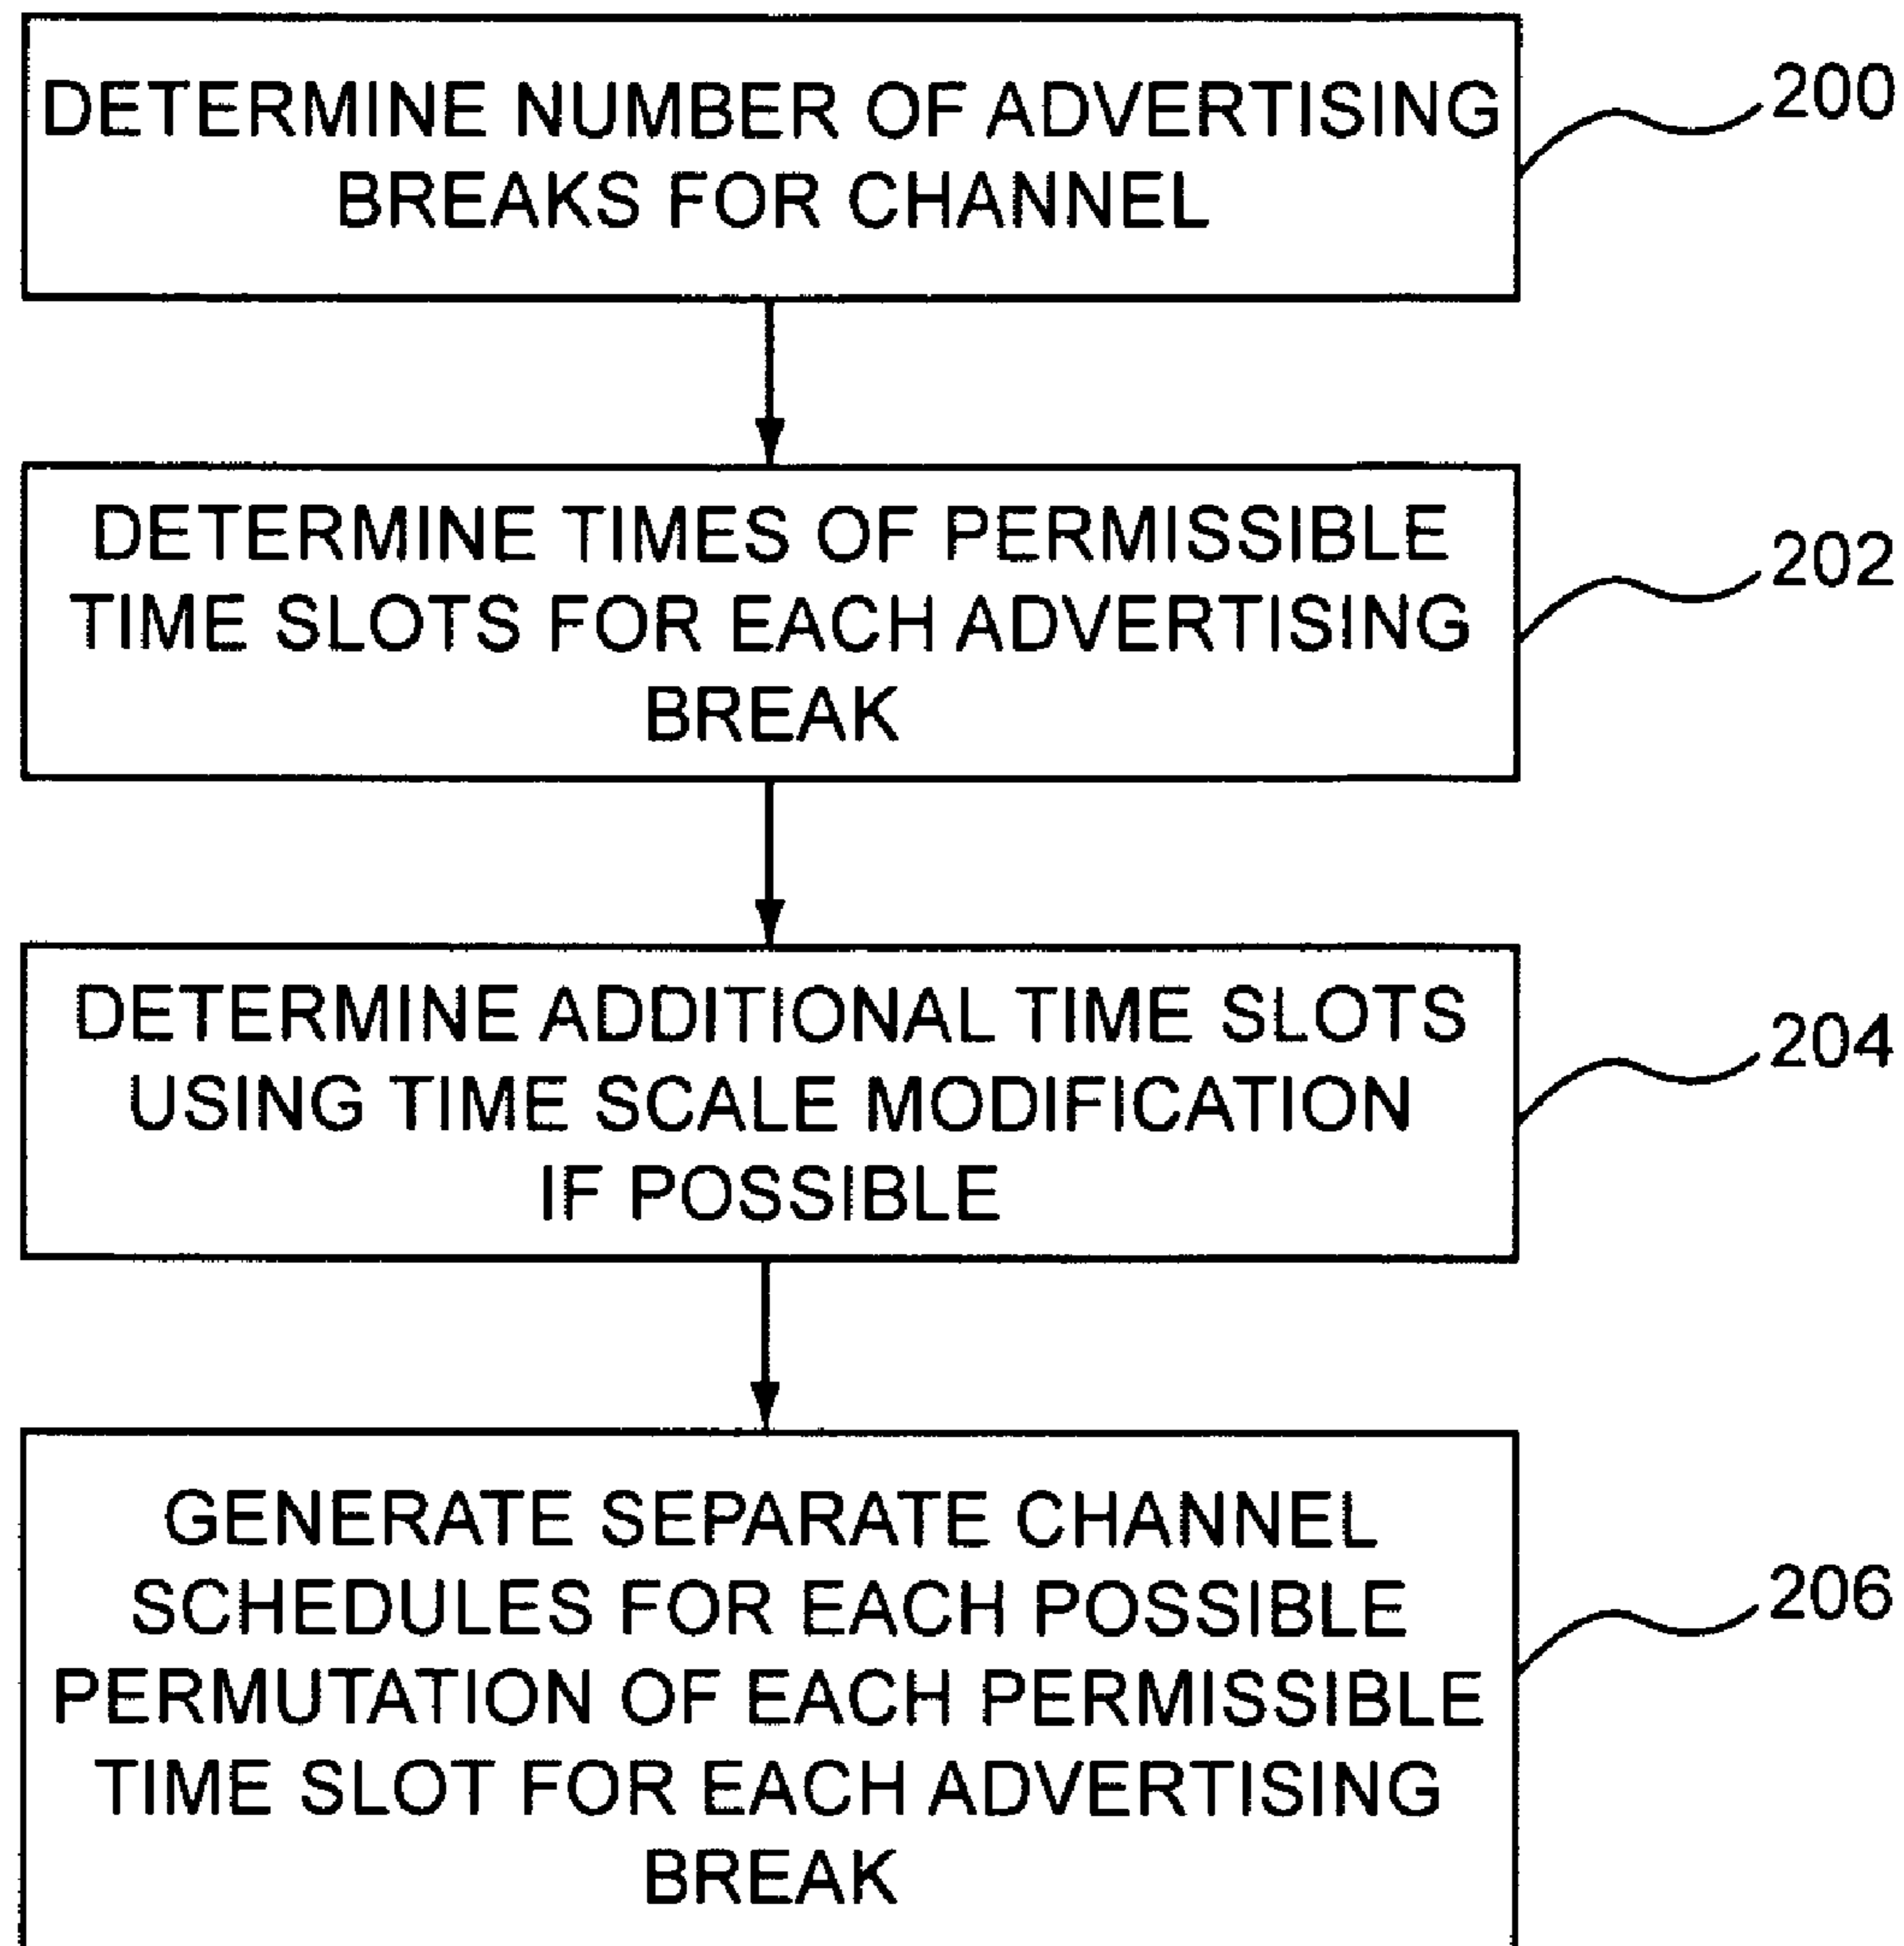 DETERMINE NUMBER OF ADVERTISING
BREAKS FOR CHANNEL
200
DETERMINE TIMES OF PERMISSIBLE
TIME SLOTS FOR EACH ADVERTISING
BREAK
202
DETERMINE ADDITIONAL TIME SLOTS
USING TIME SCALE MODIFICATION
IF POSSIBLE
204
GENERATE SEPARATE CHANNEL
SCHEDULES FOR EACH POSSIBLE
PERMUTATION OF EACH PERMISSIBLE
TIME SLOT FOR EACH ADVERTISING
BREAK
206